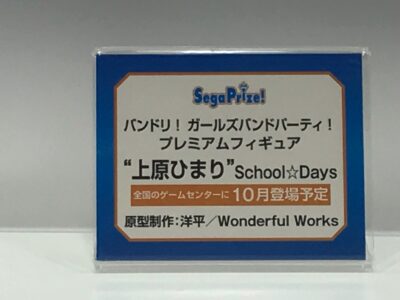 SegaPrize!
バンドリ！ ガールズバンドパーティ！
プレミアムフィギュア
“上原ひまり”School☆Days
全国のゲームセンターに10月登場予定
原型制作：洋平／Wonderful Works